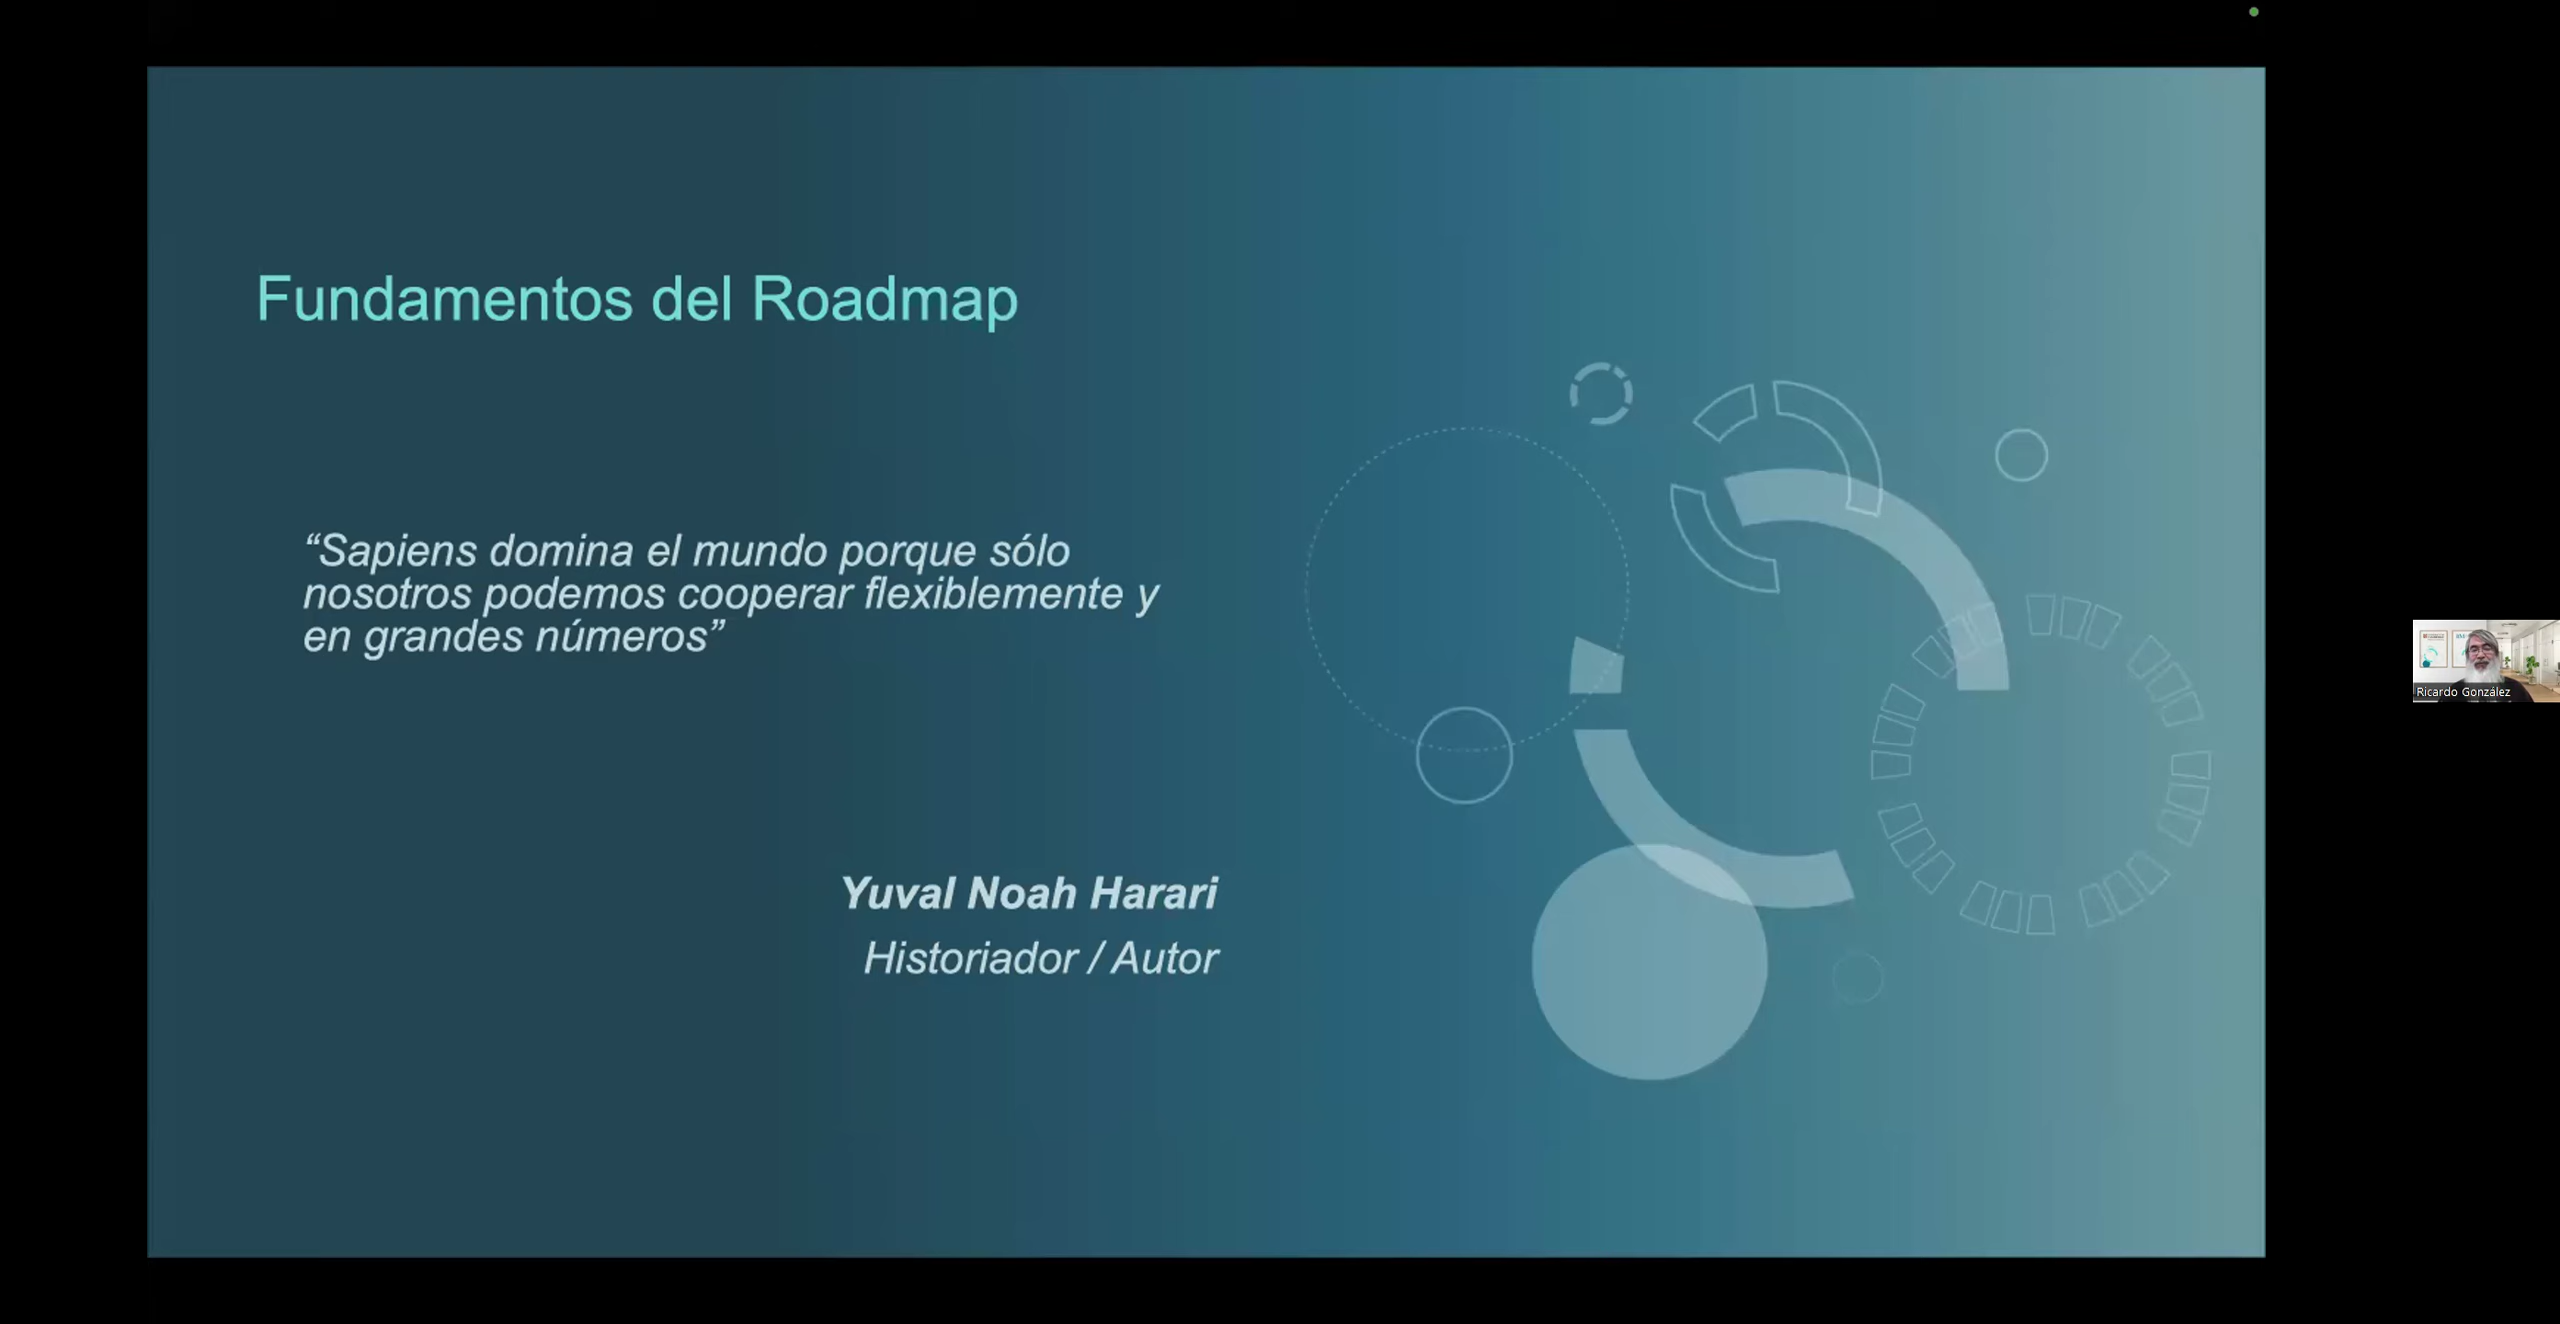 Fundamentos del Roadmap
“Sapiens domina el mundo porque sólo
nosotros podemos cooperar flexiblemente y
en grandes números”
Yuval Noah Harari
Historiador / Autor
Ricardo González